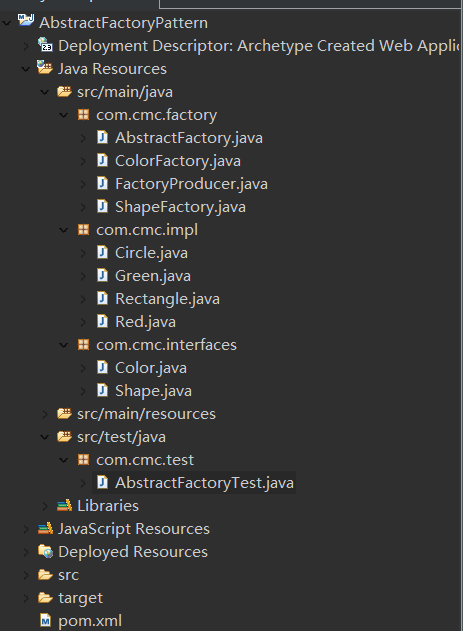 AbstractFactoryPattern
Deployment Descriptor: Archetype Created Web Applic
Java Resources
src/main/java
com.cmc.factory
AbstractFactory.java
ColorFactory.java
FactoryProducer.java
ShapeFactory.java
com.cmc.impl
Circle.java
Green.java
Rectangle.java
Red.java
com.cmc.interfaces
Color.java
Shape.java
src/main/resources
src/test/java
com.cmc.test
AbstractFactoryTest.java
Libraries
JavaScript Resources
Deployed Resources
src
target
pom.xml